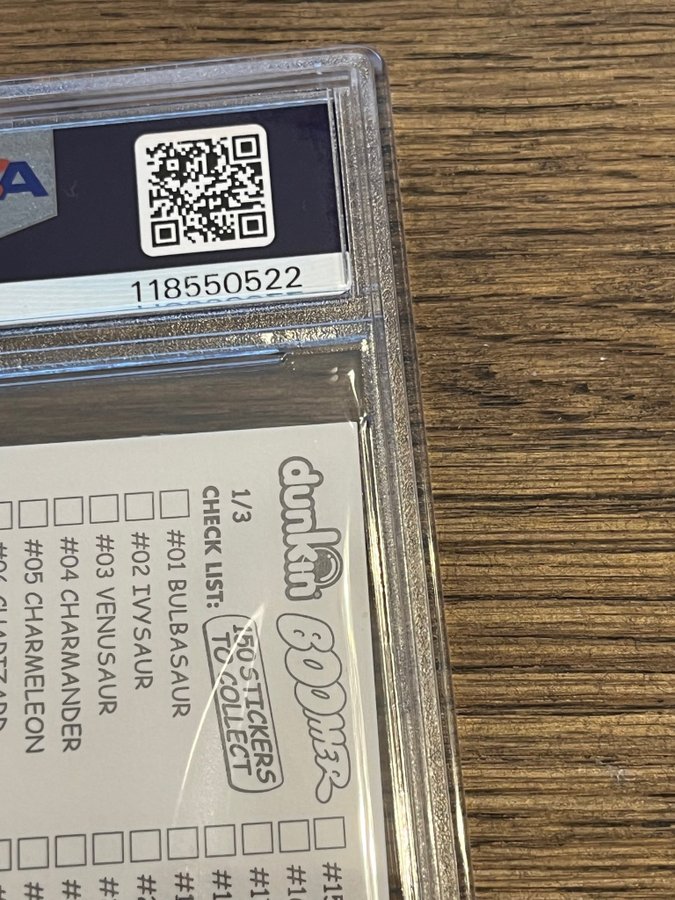 A
118550522
dunkin
BOOMER
150 STICKERS
TO COLLECT
1/3
CHECK LIST:
#01 BULBASAUR
#02 IVYSAUR
#03 VENUSAUR
#04 CHARMANDER
#05 CHARMELEON